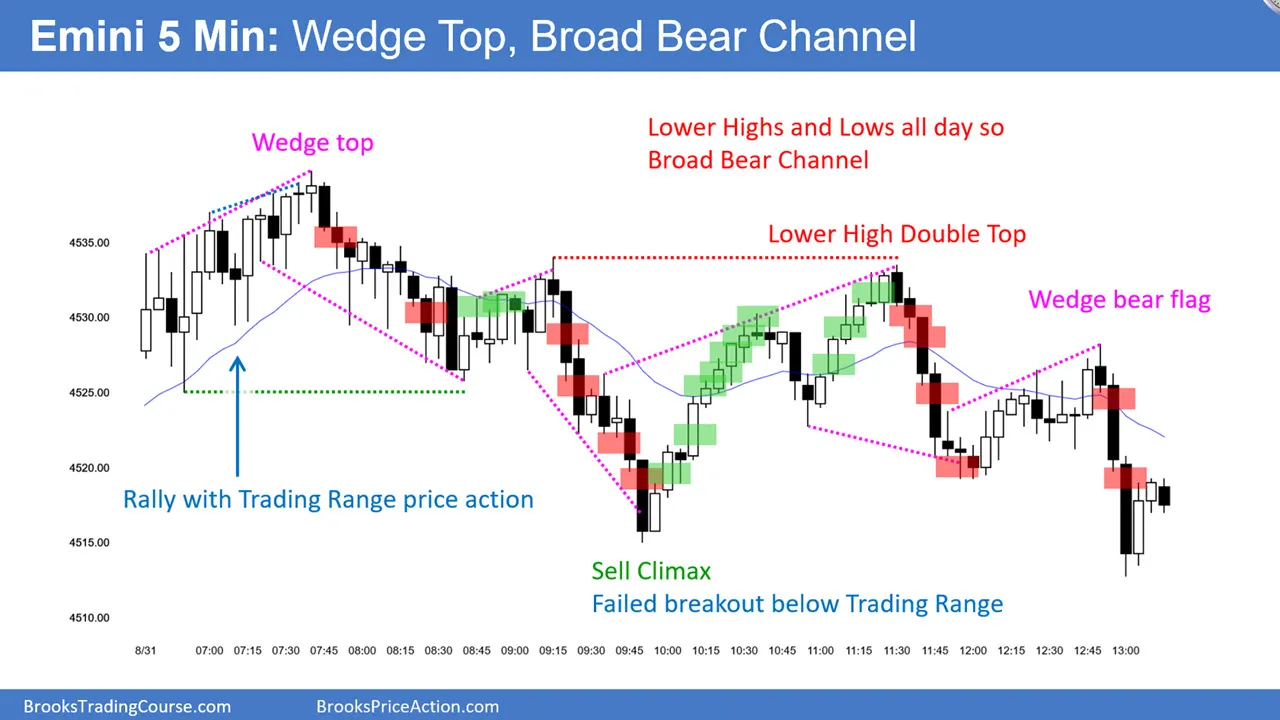 Emini 5 Min: Wedge Top, Broad Bear Channel
Wedge top
Lower Highs and Lows all day so
Broad Bear Channel
Lower High Double Top
Wedge bear flag
Rally with Trading Range price action
Sell Climax
Failed breakout below Trading Range
4535.00
4530.00
4525.00
4520.00
4515.00
4510.00
8/31 07:00 07:15 07:30 07:45 08:00 08:15 08:30 08:45 09:00 09:15 09:30 09:45 10:00 10:15 10:30 10:45 11:00 11:15 11:30 11:45 12:00 12:15 12:30 12:45 13:00
BrooksTradingCourse.com BrooksPriceAction.com